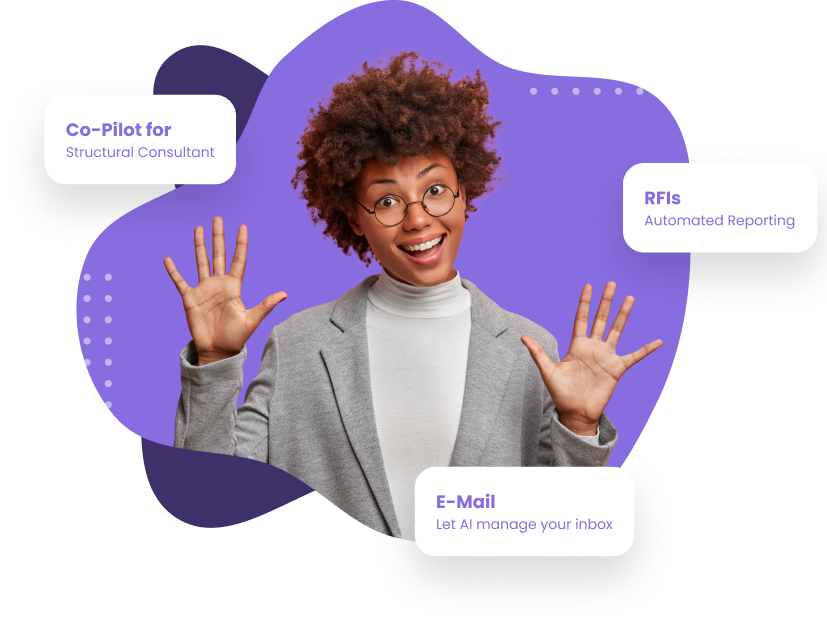 Co-Pilot for
Structural Consultant
RFIs
Automated Reporting
E-Mail
Let AI manage your inbox